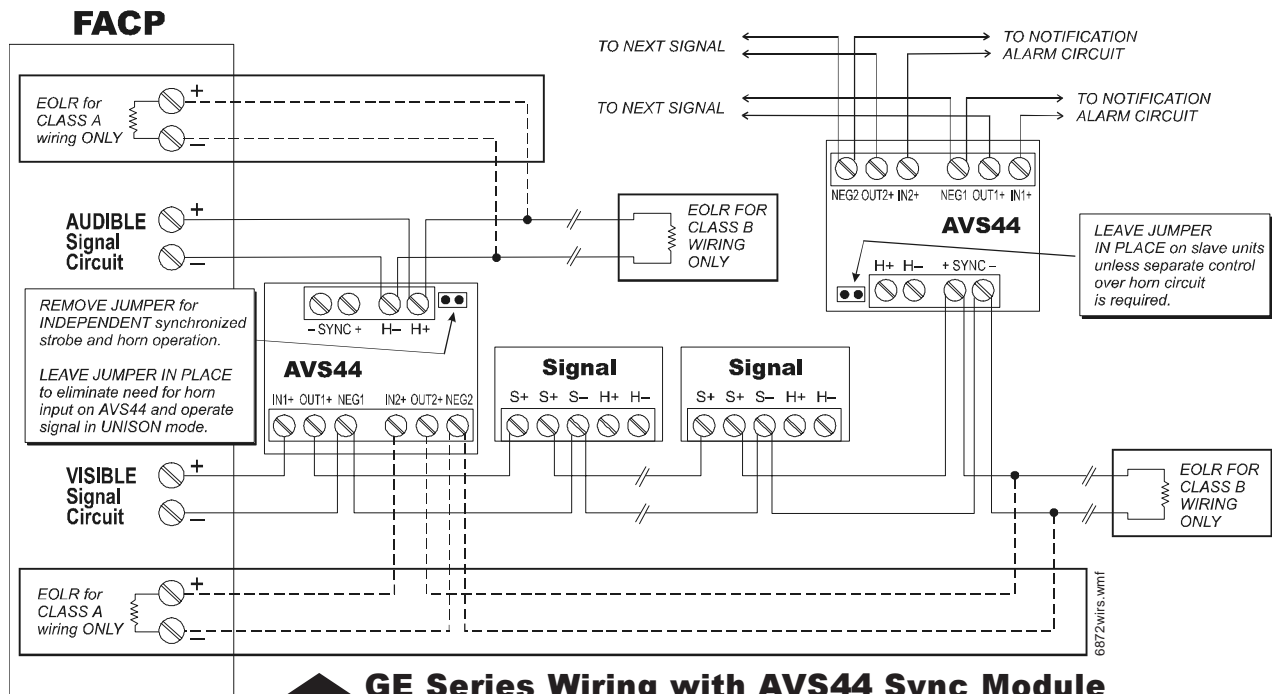 FACP
TO NEXT SIGNAL
TO NOTIFICATION
ALARM CIRCUIT
EOLR for
CLASS A
wiring ONLY
+
–
TO NEXT SIGNAL
TO NOTIFICATION
ALARM CIRCUIT
NEG2 OUT2+ IN2+ NEG1 OUT1+ IN1+
AVS44
H+ H– + SYNC –
LEAVE JUMPER
IN PLACE on slave units
unless separate control
over horn circuit
is required.
AUDIBLE
Signal
Circuit
+
–
EOLR FOR
CLASS B
WIRING
ONLY
REMOVE JUMPER for
INDEPENDENT synchronized
strobe and horn operation.
LEAVE JUMPER IN PLACE
to eliminate need for horn
input on AVS44 and operate
signal in UNISON mode.
– SYNC + H– H+
AVS44
IN1+ OUT1+ NEG1 IN2+ OUT2+ NEG2
Signal
S+ S+ S– H+ H–
Signal
S+ S+ S– H+ H–
VISIBLE
Signal
Circuit
+
–
EOLR FOR
CLASS B
WIRING
ONLY
EOLR for
CLASS A
wiring ONLY
+
–
6872wirs.wmf
GE Series Wiring with AVS44 Sync Module